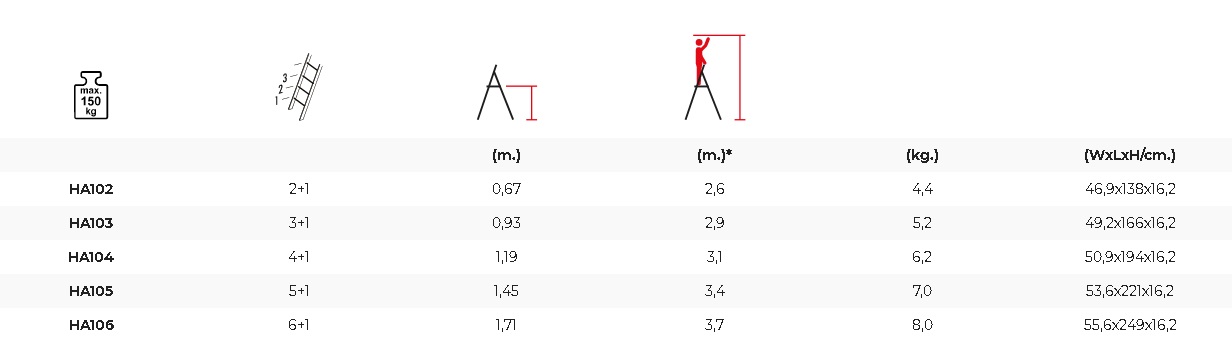 max.
150
kg
3
2
1
(m.) (m.)* (kg.) (WxLxH/cm.)
HA102 2+1 0,67 2,6 4,4 46,9x138x16,2
HA103 3+1 0,93 2,9 5,2 49,2x166x16,2
HA104 4+1 1,19 3,1 6,2 50,9x194x16,2
HA105 5+1 1,45 3,4 7,0 53,6x221x16,2
HA106 6+1 1,71 3,7 8,0 55,6x249x16,2